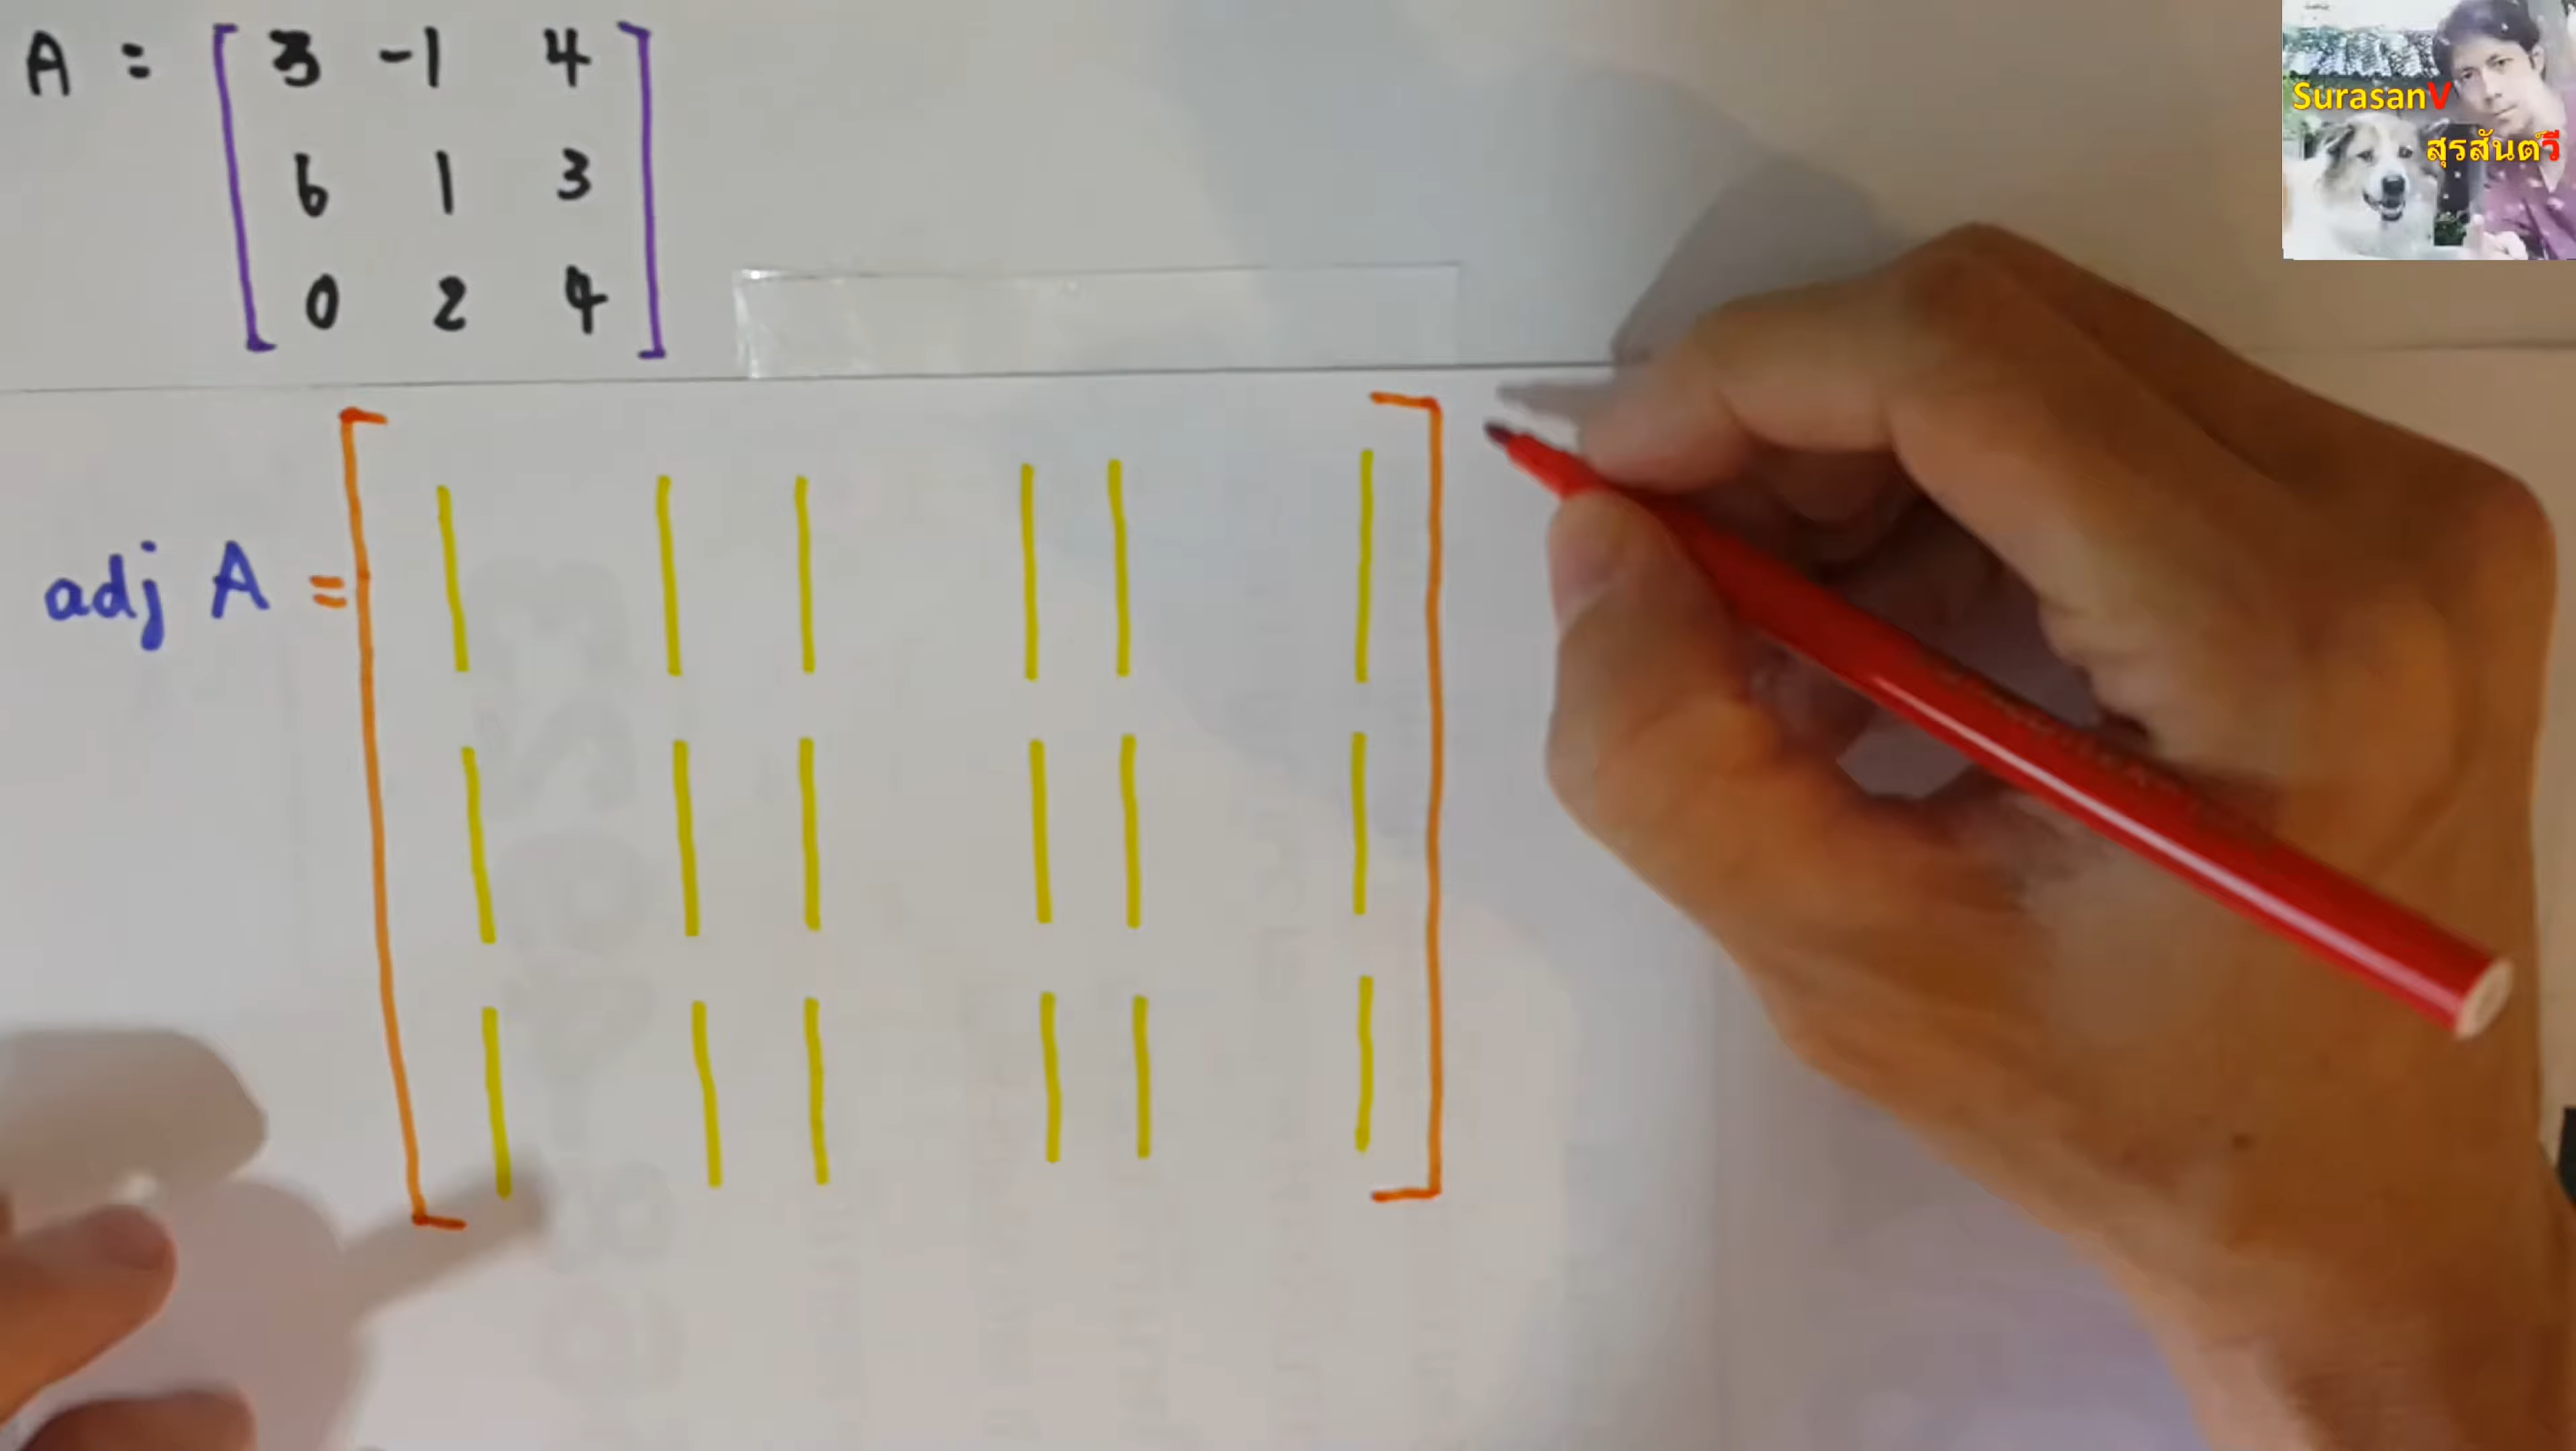 A = [ 3 -1 4
6 1 3
0 2 4 ]
SurasanV
สุรสันต์วี
adj A = [ | | | | | |
| | | | | |
| | | | | | ]